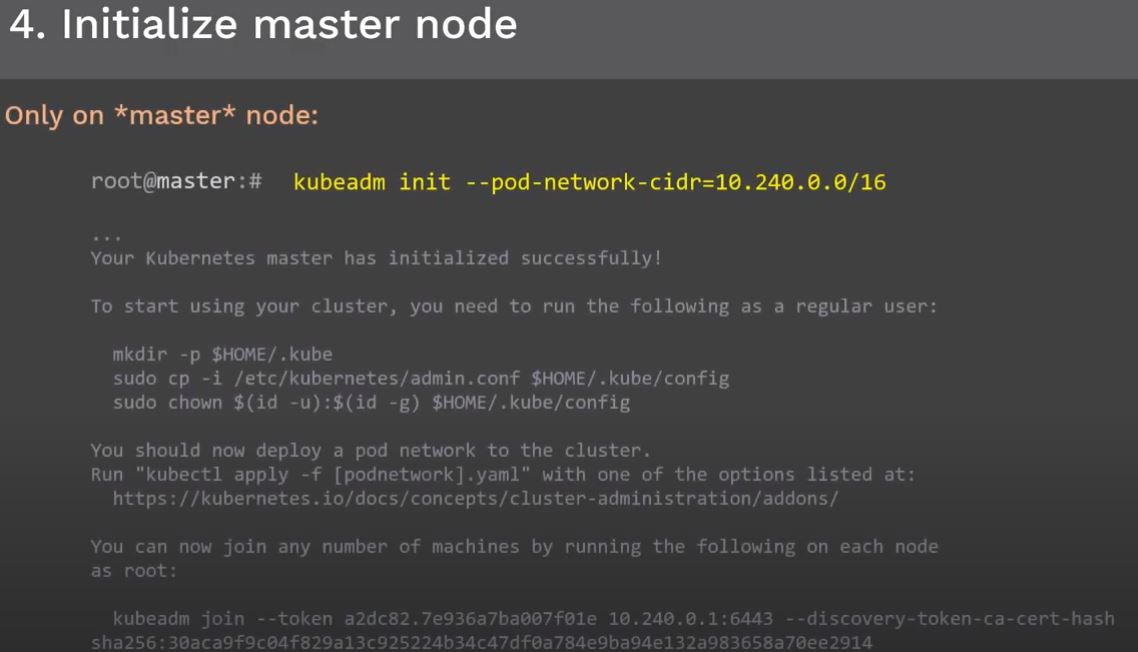 4. Initialize master node
Only on *master* node:
root@master:# kubeadm init --pod-network-cidr=10.240.0.0/16
...
Your Kubernetes master has initialized successfully!
To start using your cluster, you need to run the following as a regular user:
mkdir -p $HOME/.kube
sudo cp -i /etc/kubernetes/admin.conf $HOME/.kube/config
sudo chown $(id -u):$(id -g) $HOME/.kube/config
You should now deploy a pod network to the cluster.
Run "kubectl apply -f [podnetwork].yaml" with one of the options listed at:
https://kubernetes.io/docs/concepts/cluster-administration/addons/
You can now join any number of machines by running the following on each node
as root:
kubeadm join --token a2dc82.7e936a7ba007f01e 10.240.0.1:6443 --discovery-token-ca-cert-hash
sha256:30aca9f9c04f829a13c925224b34c47df0a784e9ba94e132a983658a70ee2914